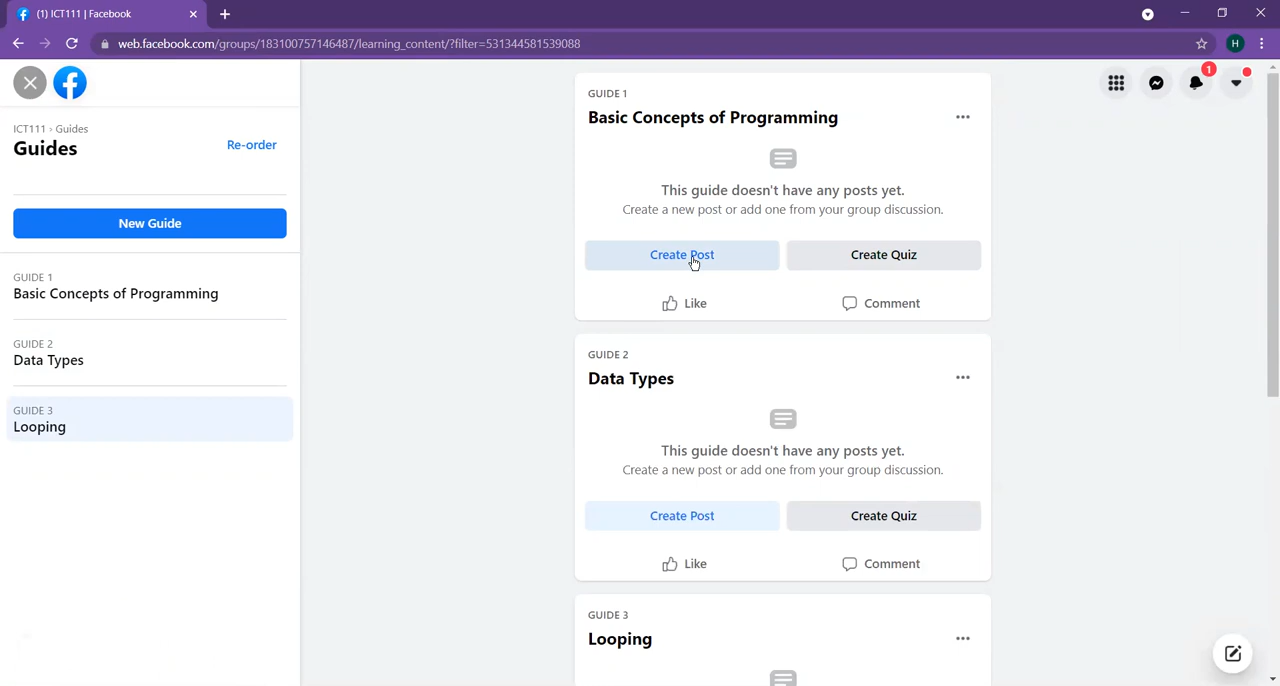 (1) ICT111 | Facebook
web.facebook.com/groups/183100757146487/learning_content/?filter=531344581539088
H
1
ICT111 › Guides
Guides
Re-order
New Guide
GUIDE 1
Basic Concepts of Programming
GUIDE 2
Data Types
GUIDE 3
Looping
GUIDE 1
Basic Concepts of Programming
This guide doesn't have any posts yet.
Create a new post or add one from your group discussion.
Create Post
Create Quiz
Like
Comment
GUIDE 2
Data Types
This guide doesn't have any posts yet.
Create a new post or add one from your group discussion.
Create Post
Create Quiz
Like
Comment
GUIDE 3
Looping